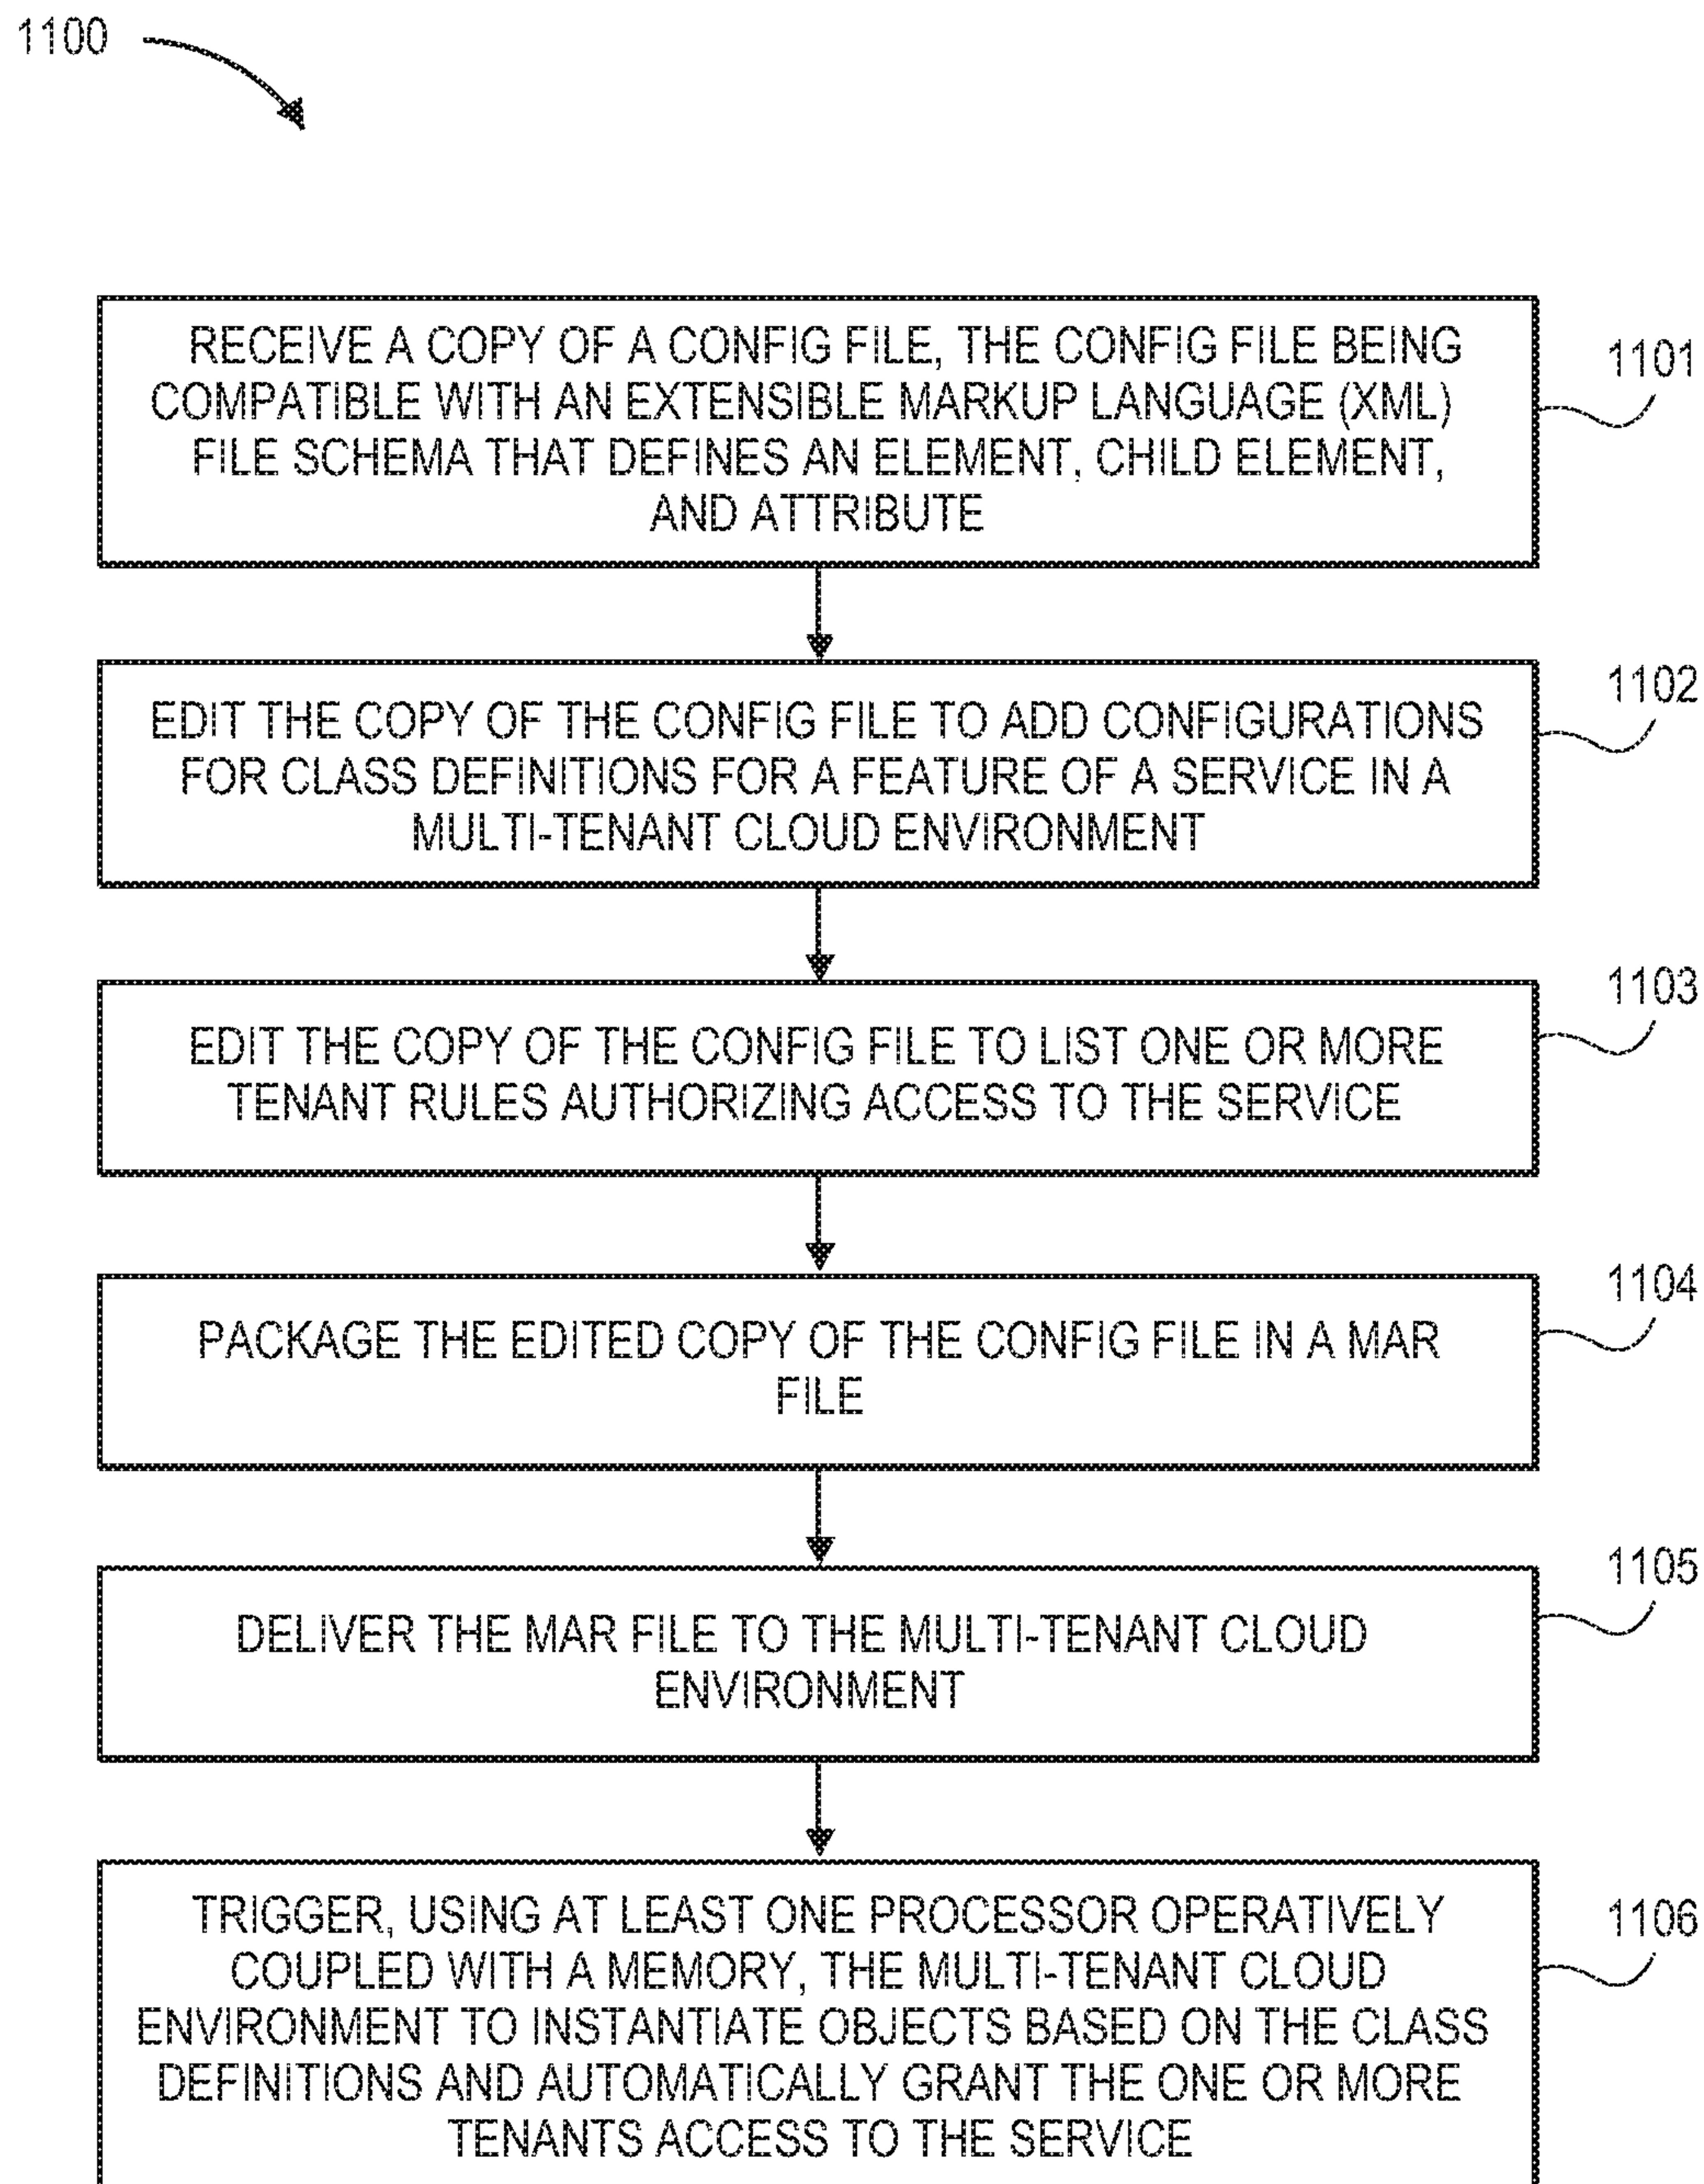 1100
RECEIVE A COPY OF A CONFIG FILE, THE CONFIG FILE BEING
COMPATIBLE WITH AN EXTENSIBLE MARKUP LANGUAGE (XML)
FILE SCHEMA THAT DEFINES AN ELEMENT, CHILD ELEMENT,
AND ATTRIBUTE
1101
EDIT THE COPY OF THE CONFIG FILE TO ADD CONFIGURATIONS
FOR CLASS DEFINITIONS FOR A FEATURE OF A SERVICE IN A
MULTI-TENANT CLOUD ENVIRONMENT
1102
EDIT THE COPY OF THE CONFIG FILE TO LIST ONE OR MORE
TENANT RULES AUTHORIZING ACCESS TO THE SERVICE
1103
PACKAGE THE EDITED COPY OF THE CONFIG FILE IN A MAR
FILE
1104
DELIVER THE MAR FILE TO THE MULTI-TENANT CLOUD
ENVIRONMENT
1105
TRIGGER, USING AT LEAST ONE PROCESSOR OPERATIVELY
COUPLED WITH A MEMORY, THE MULTI-TENANT CLOUD
ENVIRONMENT TO INSTANTIATE OBJECTS BASED ON THE CLASS
DEFINITIONS AND AUTOMATICALLY GRANT THE ONE OR MORE
TENANTS ACCESS TO THE SERVICE
1106